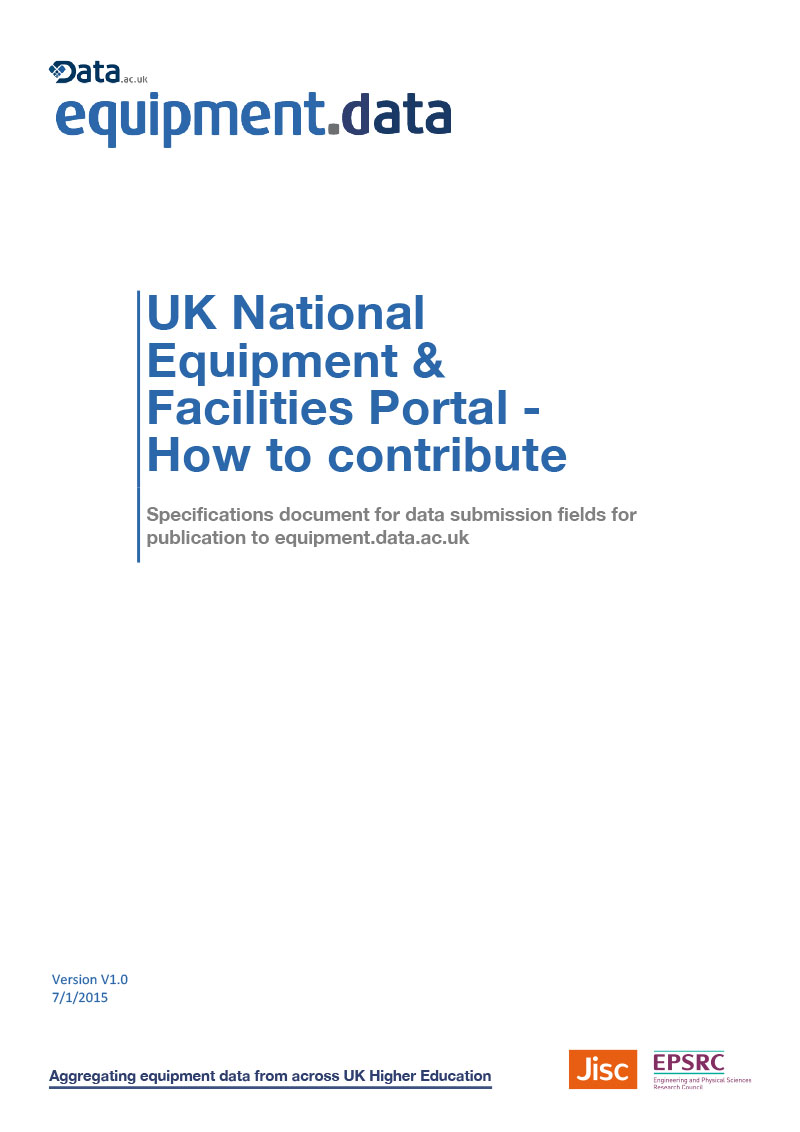 Data.ac.uk
equipment.data
UK National
Equipment &
Facilities Portal -
How to contribute
Specifications document for data submission fields for
publication to equipment.data.ac.uk
Version V1.0
7/1/2015
Aggregating equipment data from across UK Higher Education
Jisc
EPSRC
Engineering and Physical Sciences
Research Council